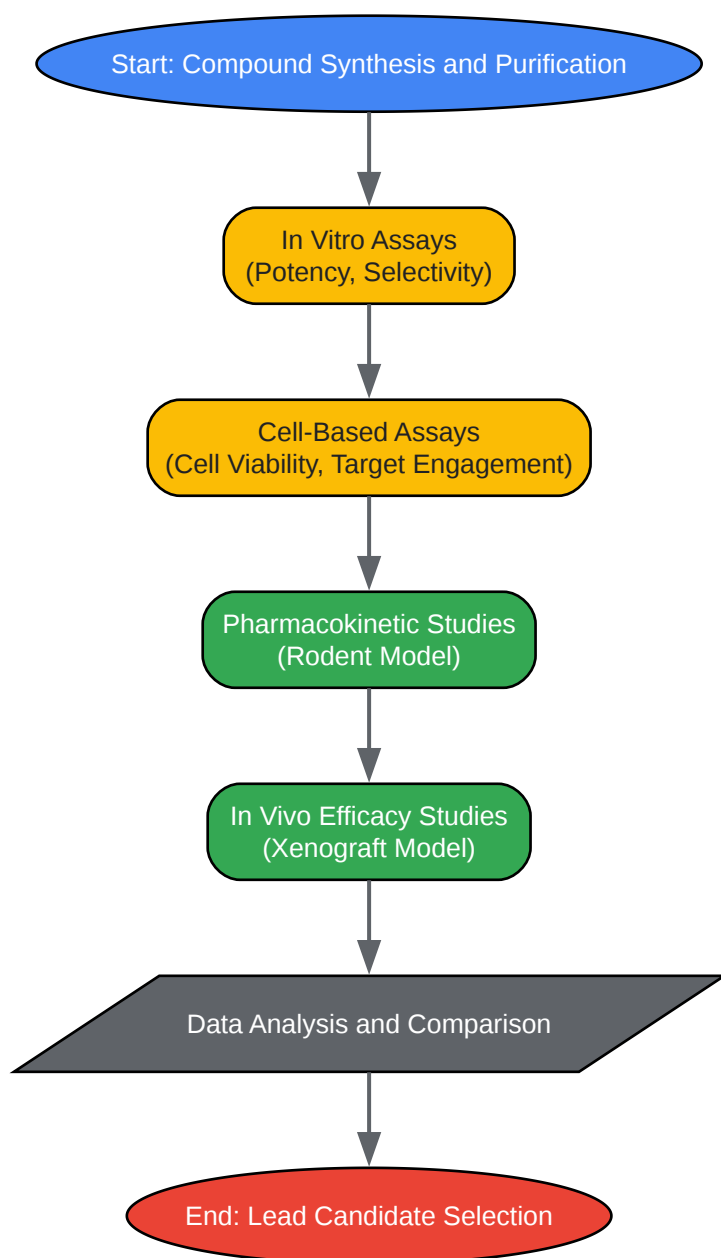 Start: Compound Synthesis and Purification
In Vitro Assays
(Potency, Selectivity)
Cell-Based Assays
(Cell Viability, Target Engagement)
Pharmacokinetic Studies
(Rodent Model)
In Vivo Efficacy Studies
(Xenograft Model)
Data Analysis and Comparison
End: Lead Candidate Selection